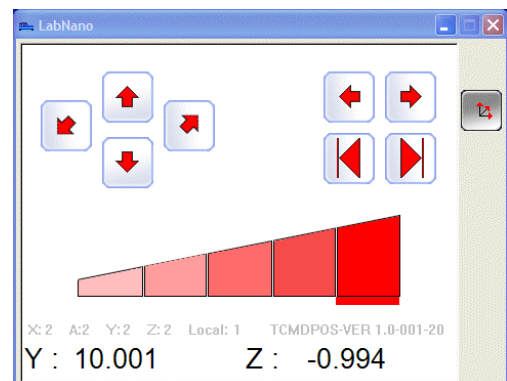 LabNano
X: 2 A:2 Y: 2 Z: 2 Local: 1 TCMDPOS-VER 1.0-001-20
Y : 10.001 Z : -0.994